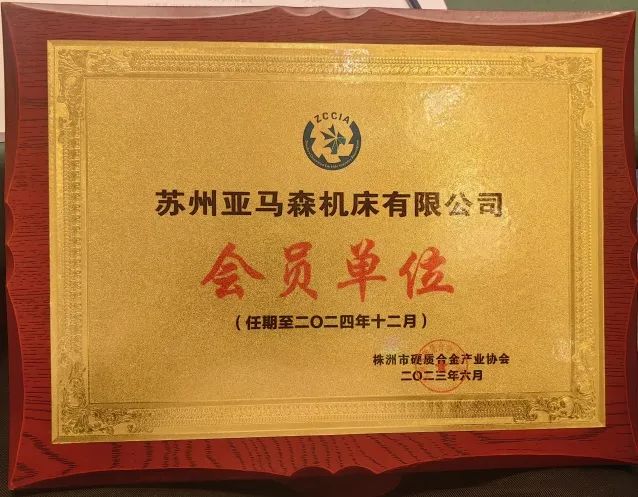 ZCCIA
苏州亚马森机床有限公司
会员单位
(任期至二〇二四年十二月)
株洲市硬质合金产业协会
二〇二三年六月